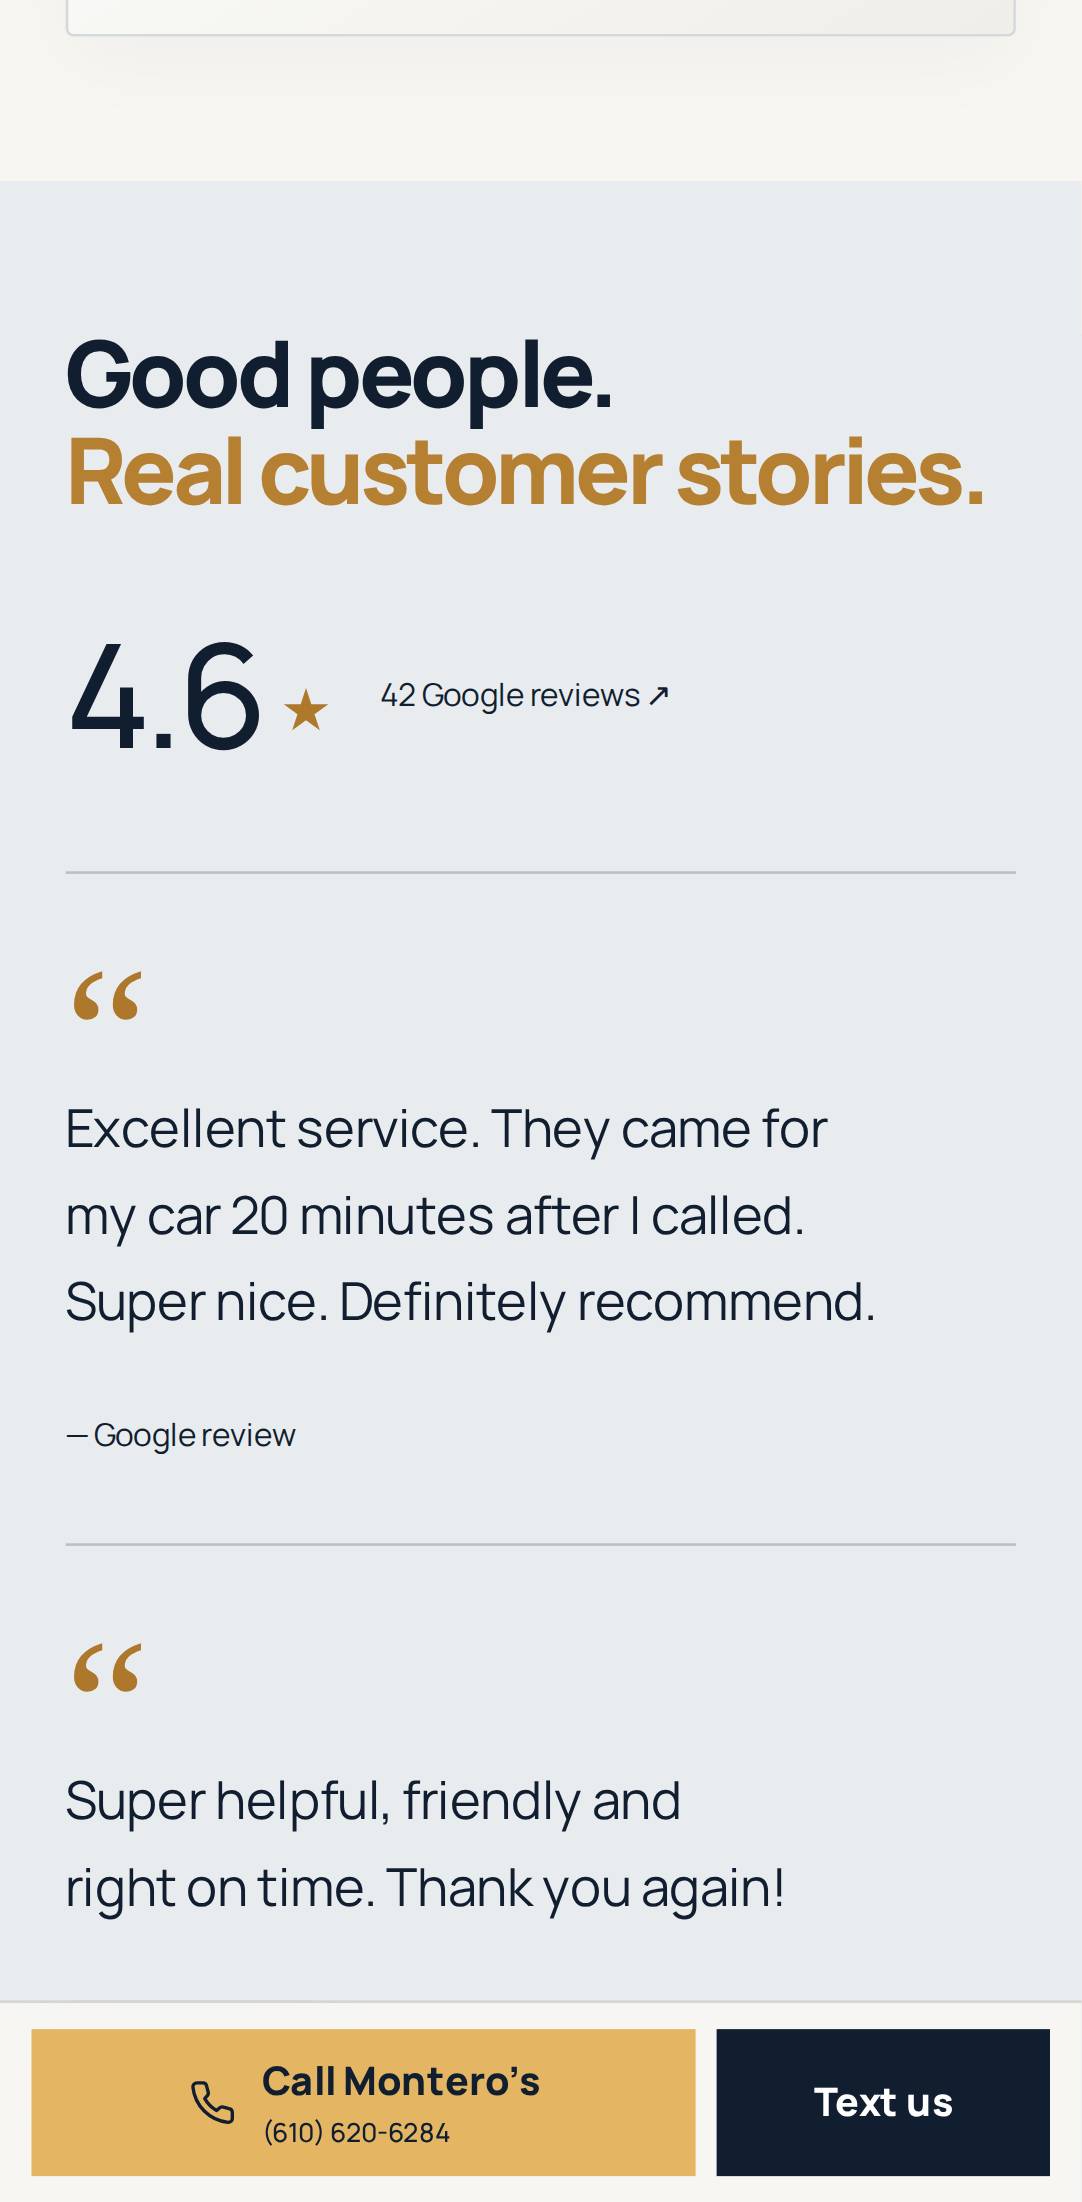 Good people.
Real customer stories.
4.6 ★
42 Google reviews ↗
“
Excellent service. They came for
my car 20 minutes after I called.
Super nice. Definitely recommend.
— Google review
“
Super helpful, friendly and
right on time. Thank you again!
Call Montero’s
(610) 620-6284
Text us